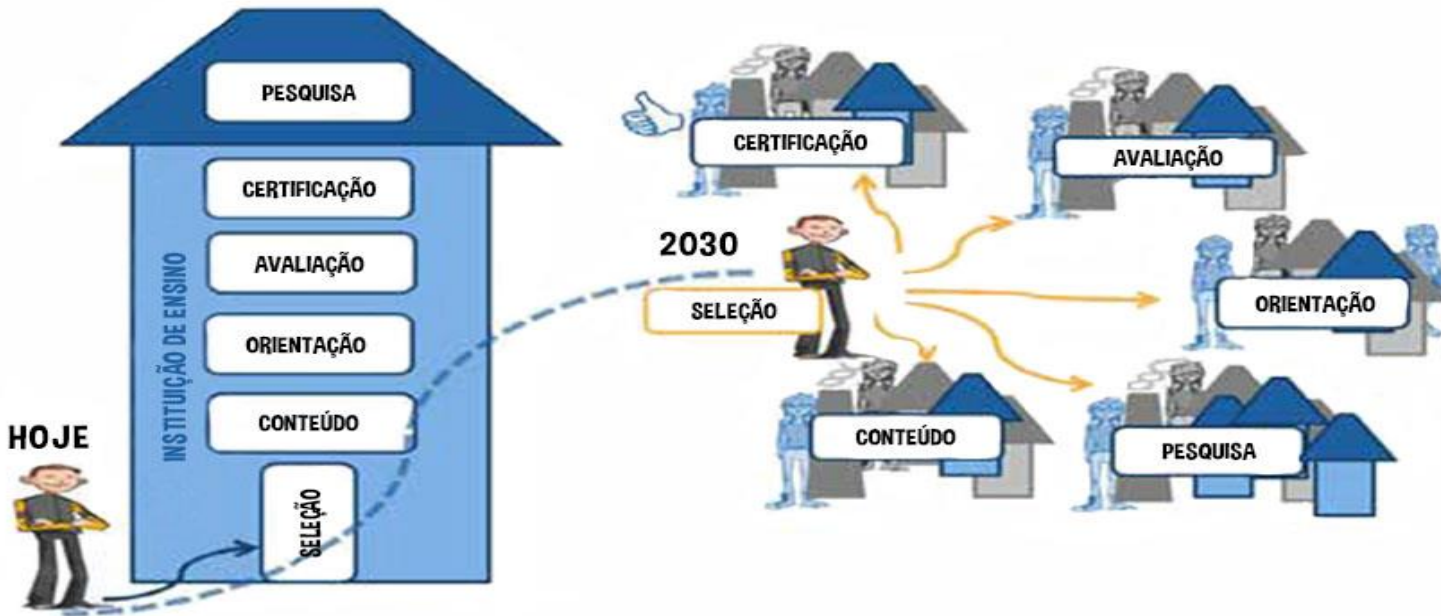 PESQUISA
CERTIFICAÇÃO
AVALIAÇÃO
ORIENTAÇÃO
CONTEÚDO
SELEÇÃO
INSTITUIÇÃO DE ENSINO
HOJE
2030
SELEÇÃO
CERTIFICAÇÃO
AVALIAÇÃO
ORIENTAÇÃO
CONTEÚDO
PESQUISA